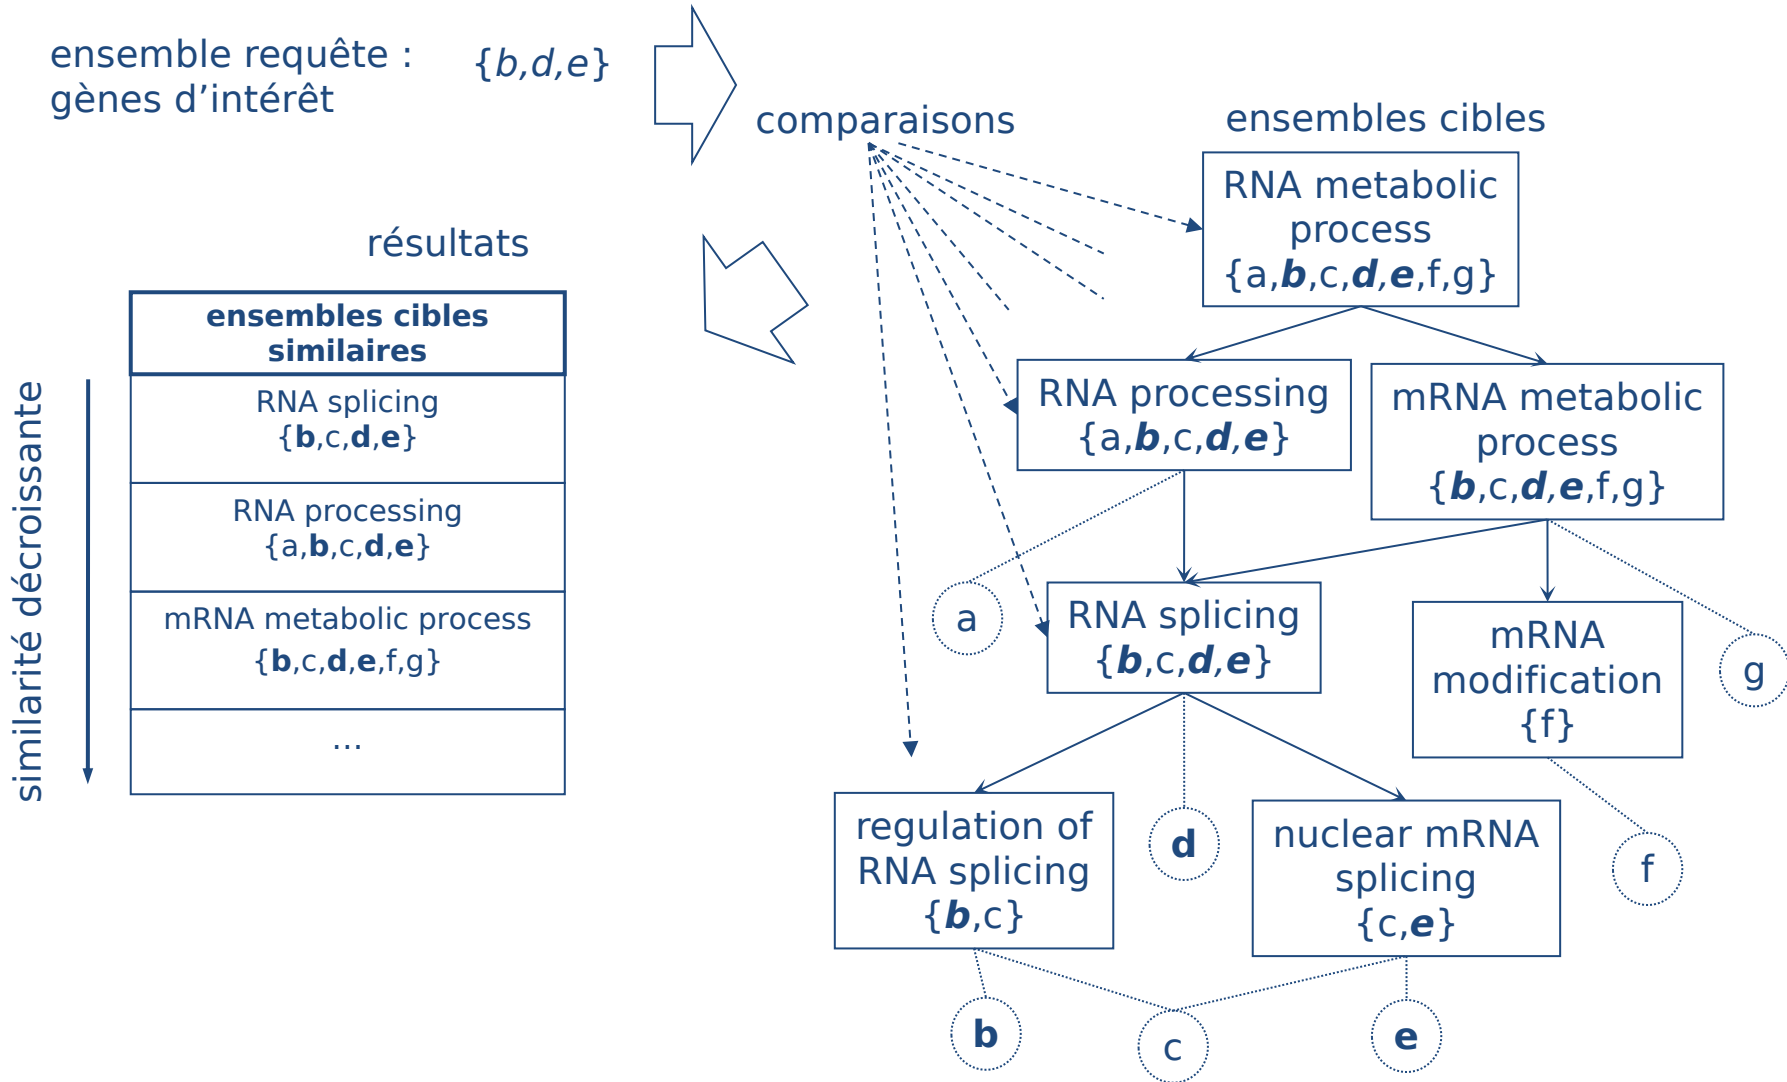 ensemble requête :
gènes d’intérêt
{b,d,e}
comparaisons
ensembles cibles
RNA metabolic
process
{a,b,c,d,e,f,g}
résultats
ensembles cibles
similaires
similarité décroissante
RNA splicing
{b,c,d,e}
RNA processing
{a,b,c,d,e}
mRNA metabolic process
{b,c,d,e,f,g}
...
RNA processing
{a,b,c,d,e}
mRNA metabolic
process
{b,c,d,e,f,g}
a
RNA splicing
{b,c,d,e}
mRNA
modification
{f}
g
regulation of
RNA splicing
{b,c}
d
nuclear mRNA
splicing
{c,e}
f
b
c
e